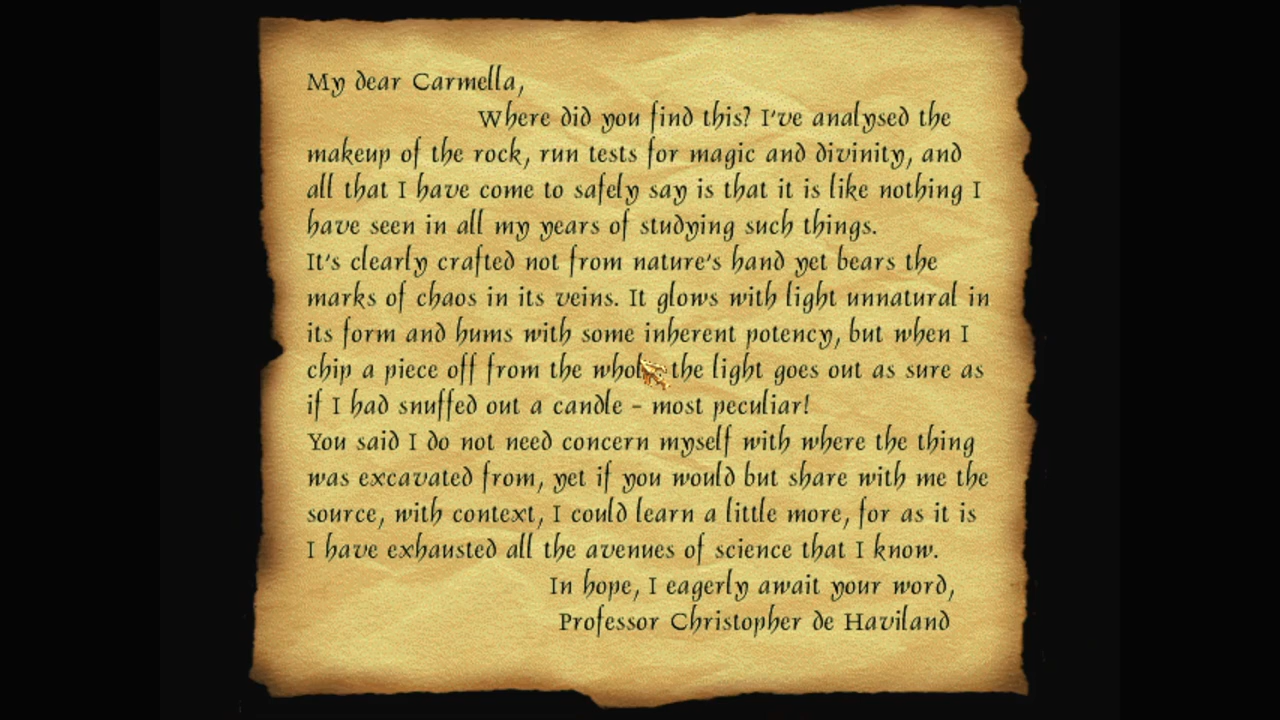 My dear Carmella,
Where did you find this? I've analysed the
makeup of the rock, run tests for magic and divinity, and
all that I have come to safely say is that it is like nothing I
have seen in all my years of studying such things.
It's clearly crafted not from nature's hand yet bears the
marks of chaos in its veins. It glows with light unnatural in
its form and hums with some inherent potency, but when I
chip a piece off from the whole the light goes out as sure as
if I had snuffed out a candle - most peculiar!
You said I do not need concern myself with where the thing
was excavated from, yet if you would but share with me the
source, with context, I could learn a little more, for as it is
I have exhausted all the avenues of science that I know.
In hope, I eagerly await your word,
Professor Christopher de Haviland